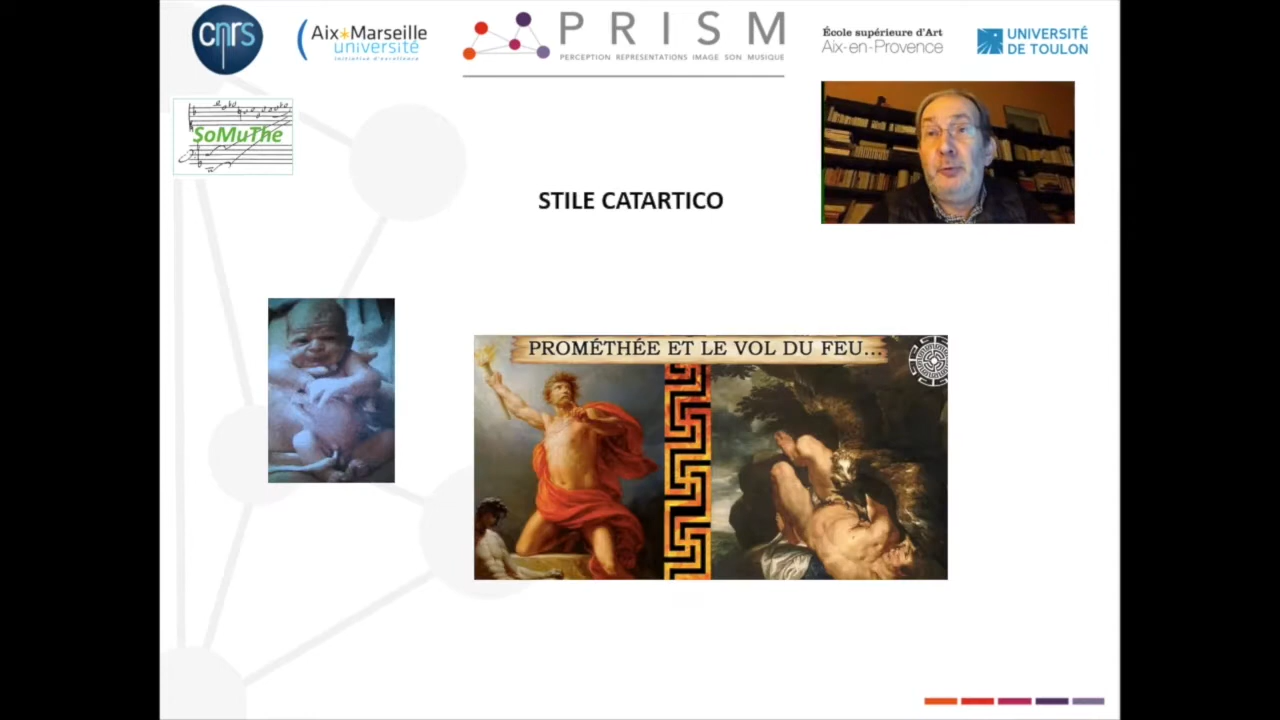 cnrs
Aix*Marseille
université
Initiative d'excellence
PRISM
PERCEPTION REPRESENTATIONS IMAGE SON MUSIQUE
École supérieure d'Art
Aix-en-Provence
UNIVERSITÉ
DE TOULON
SoMuThe
STILE CATARTICO
PROMÉTHÉE ET LE VOL DU FEU...